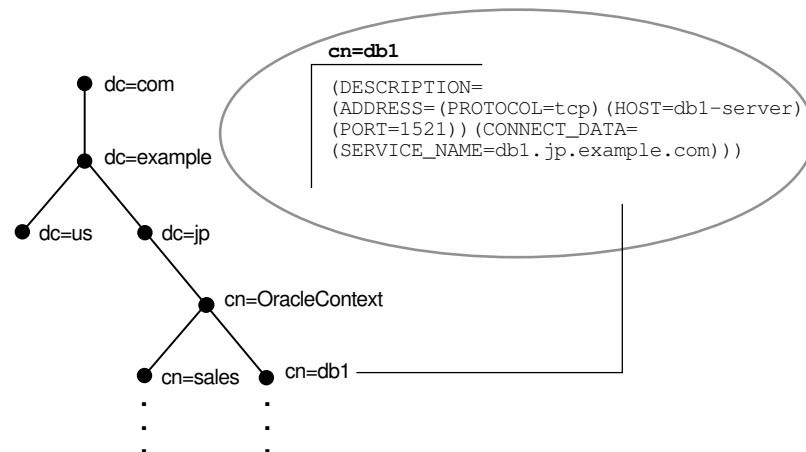 cn=db1
(DESCRIPTION=
(ADDRESS=(PROTOCOL=tcp)(HOST=db1-server)
(PORT=1521))(CONNECT_DATA=
(SERVICE_NAME=db1.jp.example.com)))
dc=com
dc=example
dc=us
dc=jp
cn=OracleContext
cn=sales
cn=db1